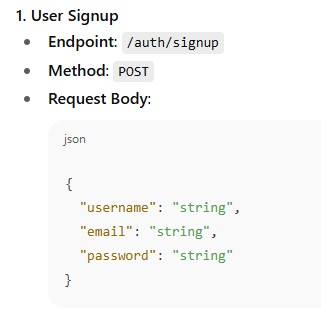 1. User Signup
• Endpoint: /auth/signup
• Method: POST
• Request Body:
json
{
"username": "string",
"email": "string",
"password": "string"
}